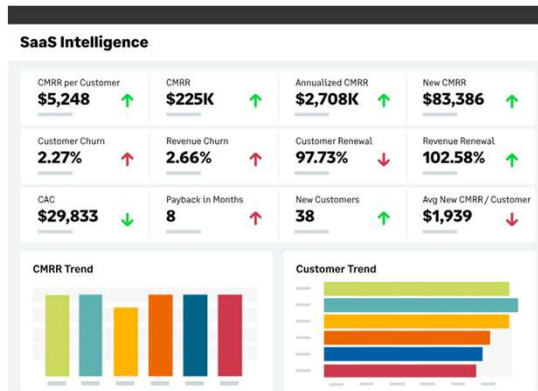 SaaS Intelligence
CMRR per Customer
$5,248
CMRR
$225K
Annualized CMRR
$2,708K
New CMRR
$83,386
Customer Churn
2.27%
Revenue Churn
2.66%
Customer Renewal
97.73%
Revenue Renewal
102.58%
CAC
$29,833
Payback in Months
8
New Customers
38
Avg New CMRR / Customer
$1,939
CMRR Trend
Customer Trend